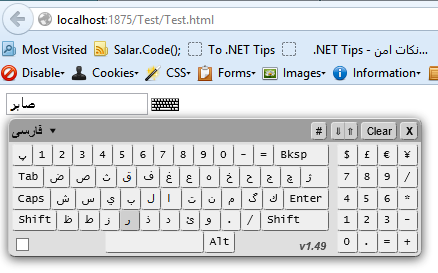 localhost:1875/Test/Test.html
Most Visited Salar.Code(); To .NET Tips .NET Tips - نکات امن...
Disable Cookies CSS Forms Images Information
صابر
فارسی # ⇓ ⇑ Clear X
پ 1 2 3 4 5 6 7 8 9 0 - = Bksp $ £ € ¥
Tab ض ص ث ق ف غ ع ه خ ح ج چ ژ 7 8 9 /
Caps ش س ی ب ل ا ت ن م ک گ Enter 4 5 6 *
Shift ظ ط ز ر ذ د ئ و . / Shift 1 2 3 -
Alt v1.49 0 . = +